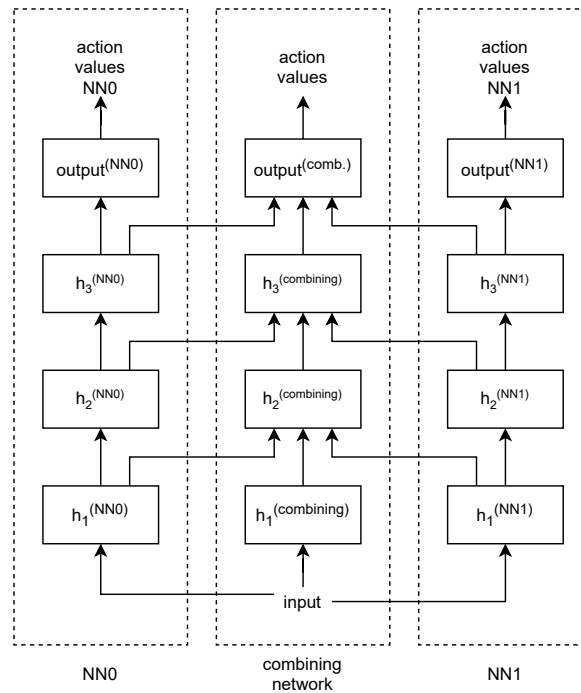 action
values
NN0
action
values
action
values
NN1
output(NN0)
output(comb.)
output(NN1)
h3(NN0)
h3(combining)
h3(NN1)
h2(NN0)
h2(combining)
h2(NN1)
h1(NN0)
h1(combining)
h1(NN1)
input
NN0
combining
network
NN1